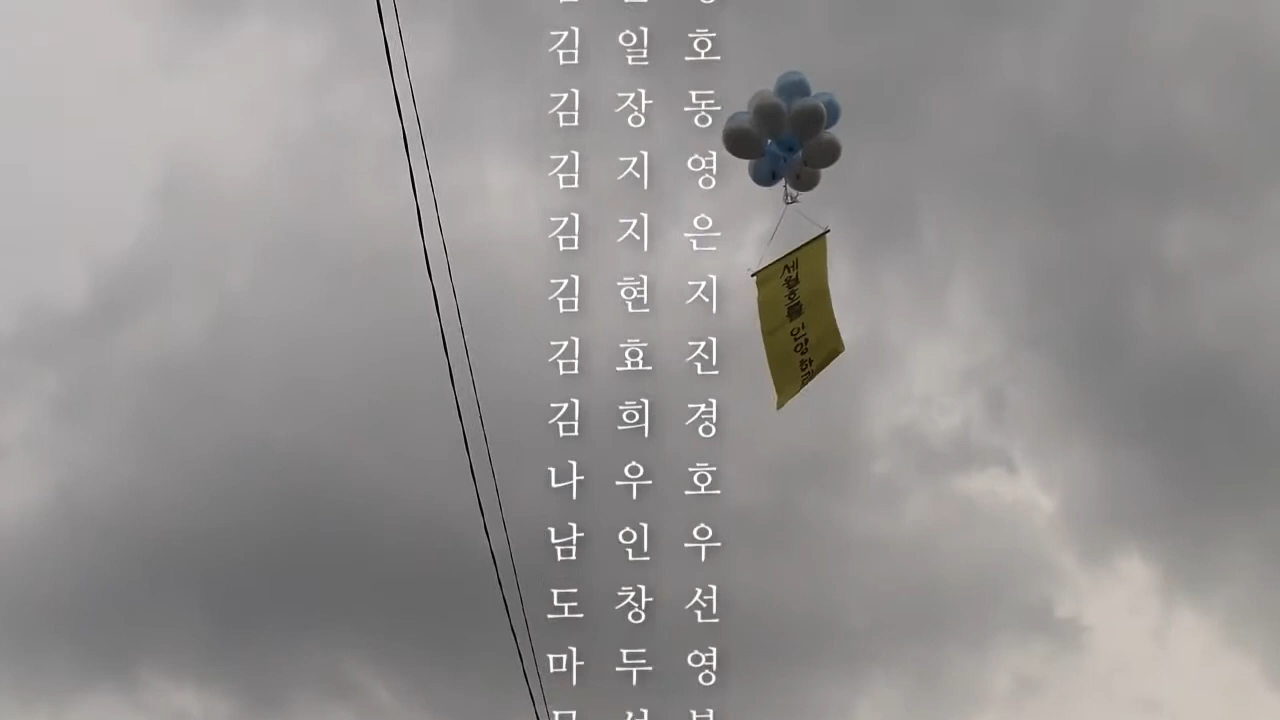 김 일 호
김 장 동
김 지 영
김 지 은
김 현 지
김 효 진
김 희 경
나 우 호
남 인 우
도 창 선
마 두 영
세월호를 인양하라